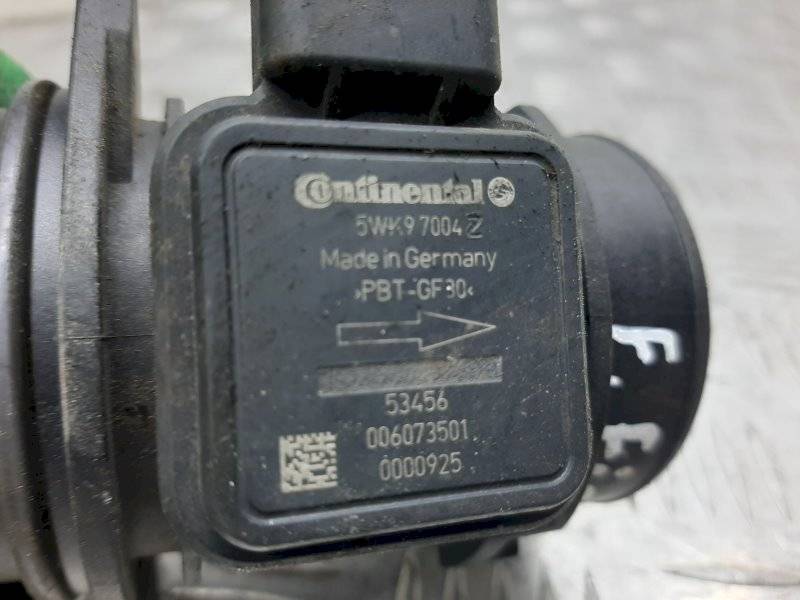 Continental
5WK9 7004 Z
Made in Germany
>PBT-GF30<
53456
006073501
0000925
F. E.